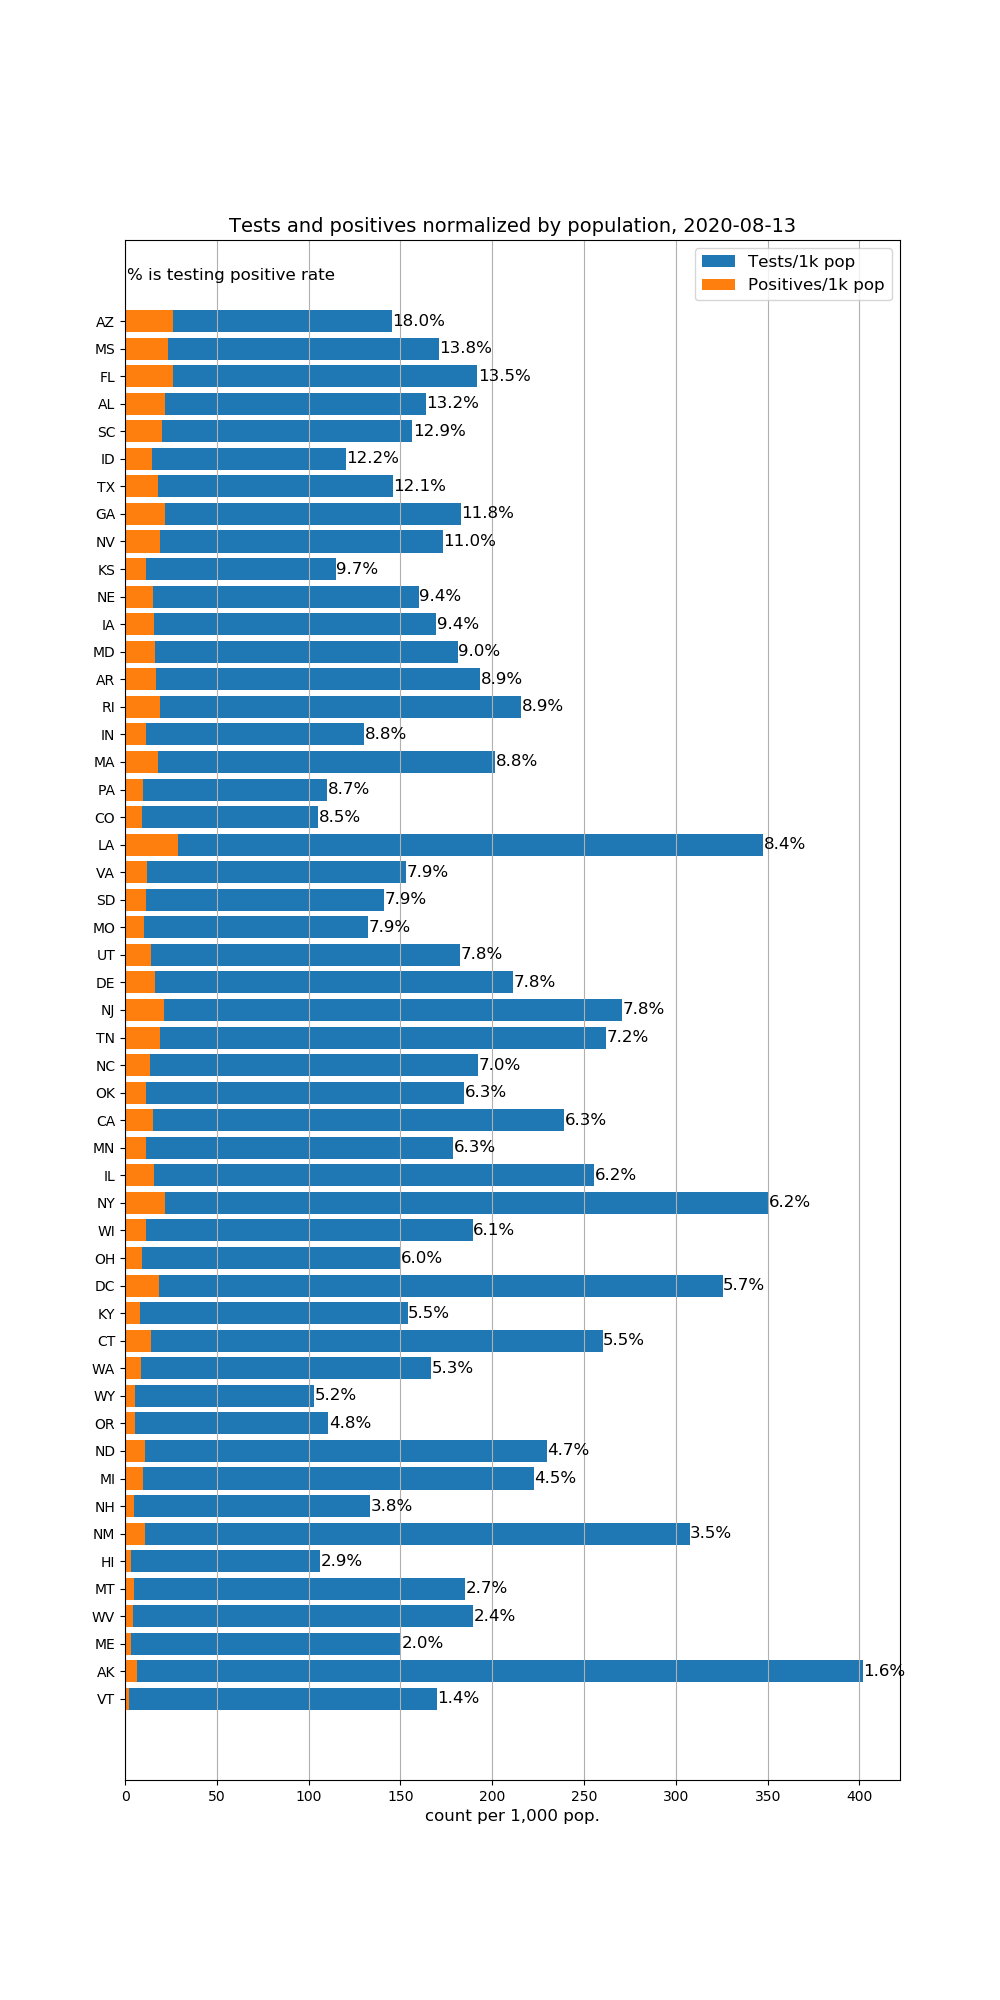 Tests and positives normalized by population, 2020-08-13
% is testing positive rate
Tests/1k pop
Positives/1k pop
AZ 18.0%
MS 13.8%
FL 13.5%
AL 13.2%
SC 12.9%
ID 12.2%
TX 12.1%
GA 11.8%
NV 11.0%
KS 9.7%
NE 9.4%
IA 9.4%
MD 9.0%
AR 8.9%
RI 8.9%
IN 8.8%
MA 8.8%
PA 8.7%
CO 8.5%
LA 8.4%
VA 7.9%
SD 7.9%
MO 7.9%
UT 7.8%
DE 7.8%
NJ 7.8%
TN 7.2%
NC 7.0%
OK 6.3%
CA 6.3%
MN 6.3%
IL 6.2%
NY 6.2%
WI 6.1%
OH 6.0%
DC 5.7%
KY 5.5%
CT 5.5%
WA 5.3%
WY 5.2%
OR 4.8%
ND 4.7%
MI 4.5%
NH 3.8%
NM 3.5%
HI 2.9%
MT 2.7%
WV 2.4%
ME 2.0%
AK 1.6%
VT 1.4%
0 50 100 150 200 250 300 350 400
count per 1,000 pop.